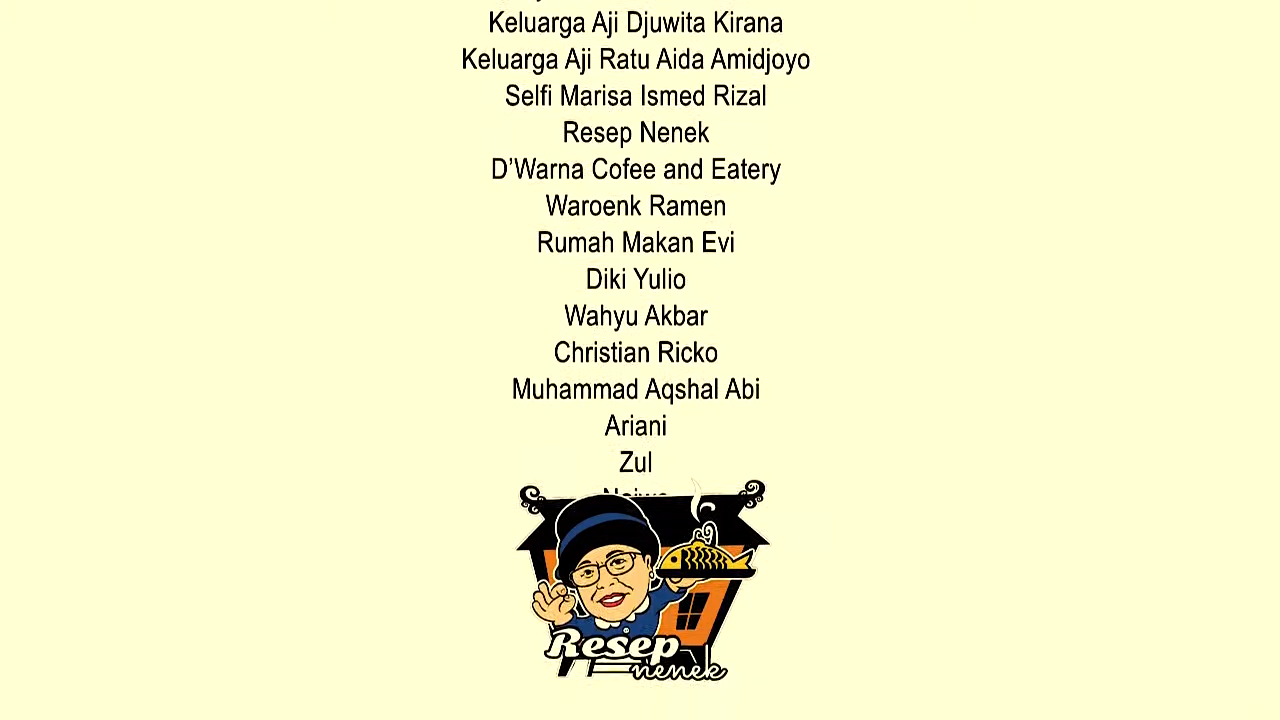 Keluarga Aji Djuwita Kirana
Keluarga Aji Ratu Aida Amidjoyo
Selfi Marisa Ismed Rizal
Resep Nenek
D’Warna Cofee and Eatery
Waroenk Ramen
Rumah Makan Evi
Diki Yulio
Wahyu Akbar
Christian Ricko
Muhammad Aqshal Abi
Ariani
Zul
Resep
nenek